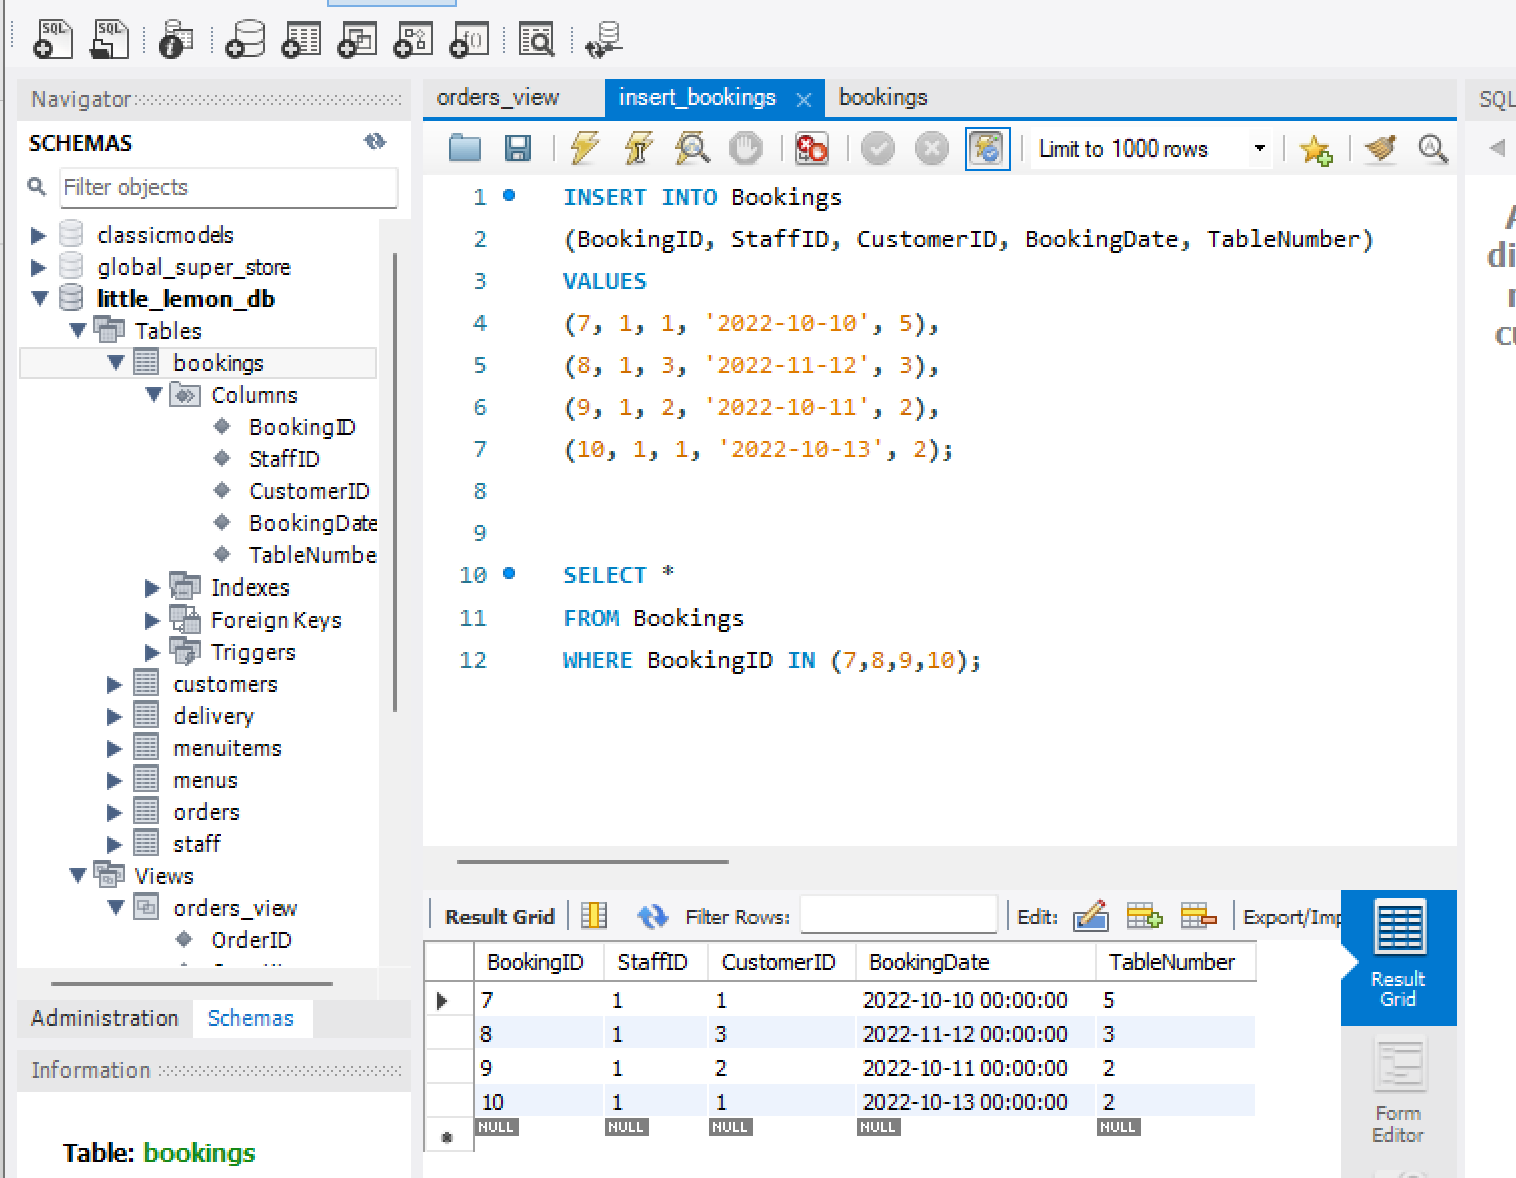 SQL
SQL
f()
Navigator
SCHEMAS
Filter objects
classicmodels
global_super_store
little_lemon_db
Tables
bookings
Columns
BookingID
StaffID
CustomerID
BookingDate
TableNumbe
Indexes
Foreign Keys
Triggers
customers
delivery
menuitems
menus
orders
staff
Views
orders_view
OrderID
Administration Schemas
Information
Table: bookings
orders_view insert_bookings bookings
Limit to 1000 rows
1 INSERT INTO Bookings
2 (BookingID, StaffID, CustomerID, BookingDate, TableNumber)
3 VALUES
4 (7, 1, 1, '2022-10-10', 5),
5 (8, 1, 3, '2022-11-12', 3),
6 (9, 1, 2, '2022-10-11', 2),
7 (10, 1, 1, '2022-10-13', 2);
8
9
10 SELECT *
11 FROM Bookings
12 WHERE BookingID IN (7,8,9,10);
Result Grid Filter Rows: Edit: Export/Imp
BookingID StaffID CustomerID BookingDate TableNumber
7 1 1 2022-10-10 00:00:00 5
8 1 3 2022-11-12 00:00:00 3
9 1 2 2022-10-11 00:00:00 2
10 1 1 2022-10-13 00:00:00 2
NULL NULL NULL NULL NULL
Result
Grid
Form
Editor
SQL
di